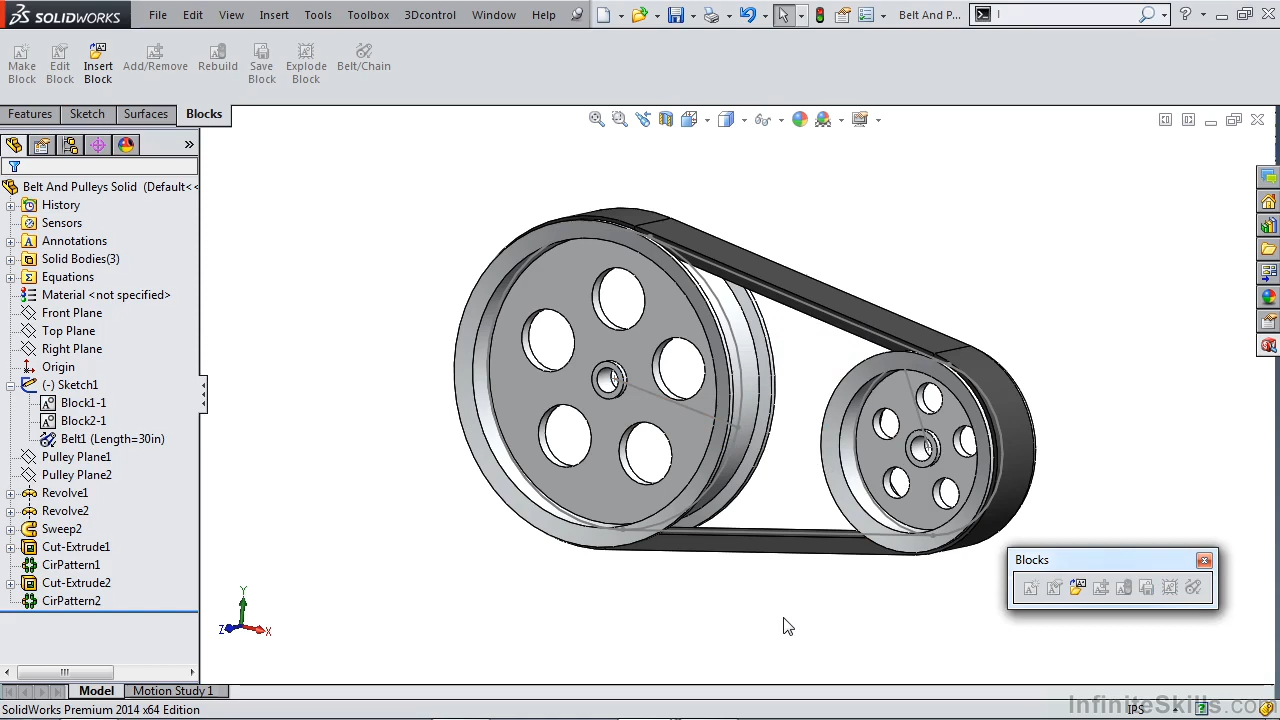 SOLIDWORKS File Edit View Insert Tools Toolbox 3Dcontrol Window Help Belt And P... l ?
Make Block Edit Block Insert Block Add/Remove Rebuild Save Block Explode Block Belt/Chain
Features Sketch Surfaces Blocks
»
Belt And Pulleys Solid (Default<<
History
Sensors
Annotations
Solid Bodies(3)
Equations
Material <not specified>
Front Plane
Top Plane
Right Plane
Origin
(-) Sketch1
Block1-1
Block2-1
Belt1 (Length=30in)
Pulley Plane1
Pulley Plane2
Revolve1
Revolve2
Sweep2
Cut-Extrude1
CirPattern1
Cut-Extrude2
CirPattern2
Blocks
Y
Z X
Model Motion Study 1
SolidWorks Premium 2014 x64 Edition IPS
InfiniteSkills.com